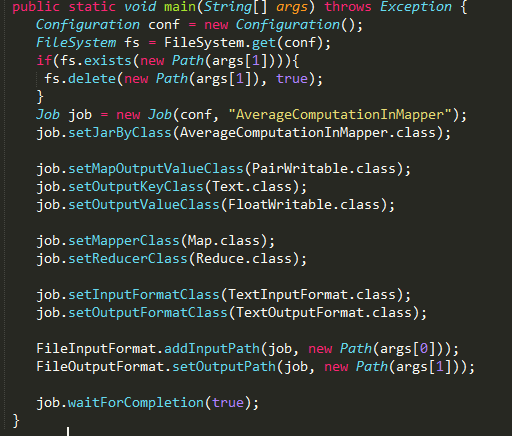 public static void main(String[] args) throws Exception {
Configuration conf = new Configuration();
FileSystem fs = FileSystem.get(conf);
if(fs.exists(new Path(args[1]))){
fs.delete(new Path(args[1]), true);
}
Job job = new Job(conf, "AverageComputationInMapper");
job.setJarByClass(AverageComputationInMapper.class);
job.setMapOutputValueClass(PairWritable.class);
job.setOutputKeyClass(Text.class);
job.setOutputValueClass(FloatWritable.class);
job.setMapperClass(Map.class);
job.setReducerClass(Reduce.class);
job.setInputFormatClass(TextInputFormat.class);
job.setOutputFormatClass(TextOutputFormat.class);
FileInputFormat.addInputPath(job, new Path(args[0]));
FileOutputFormat.setOutputPath(job, new Path(args[1]));
job.waitForCompletion(true);
}